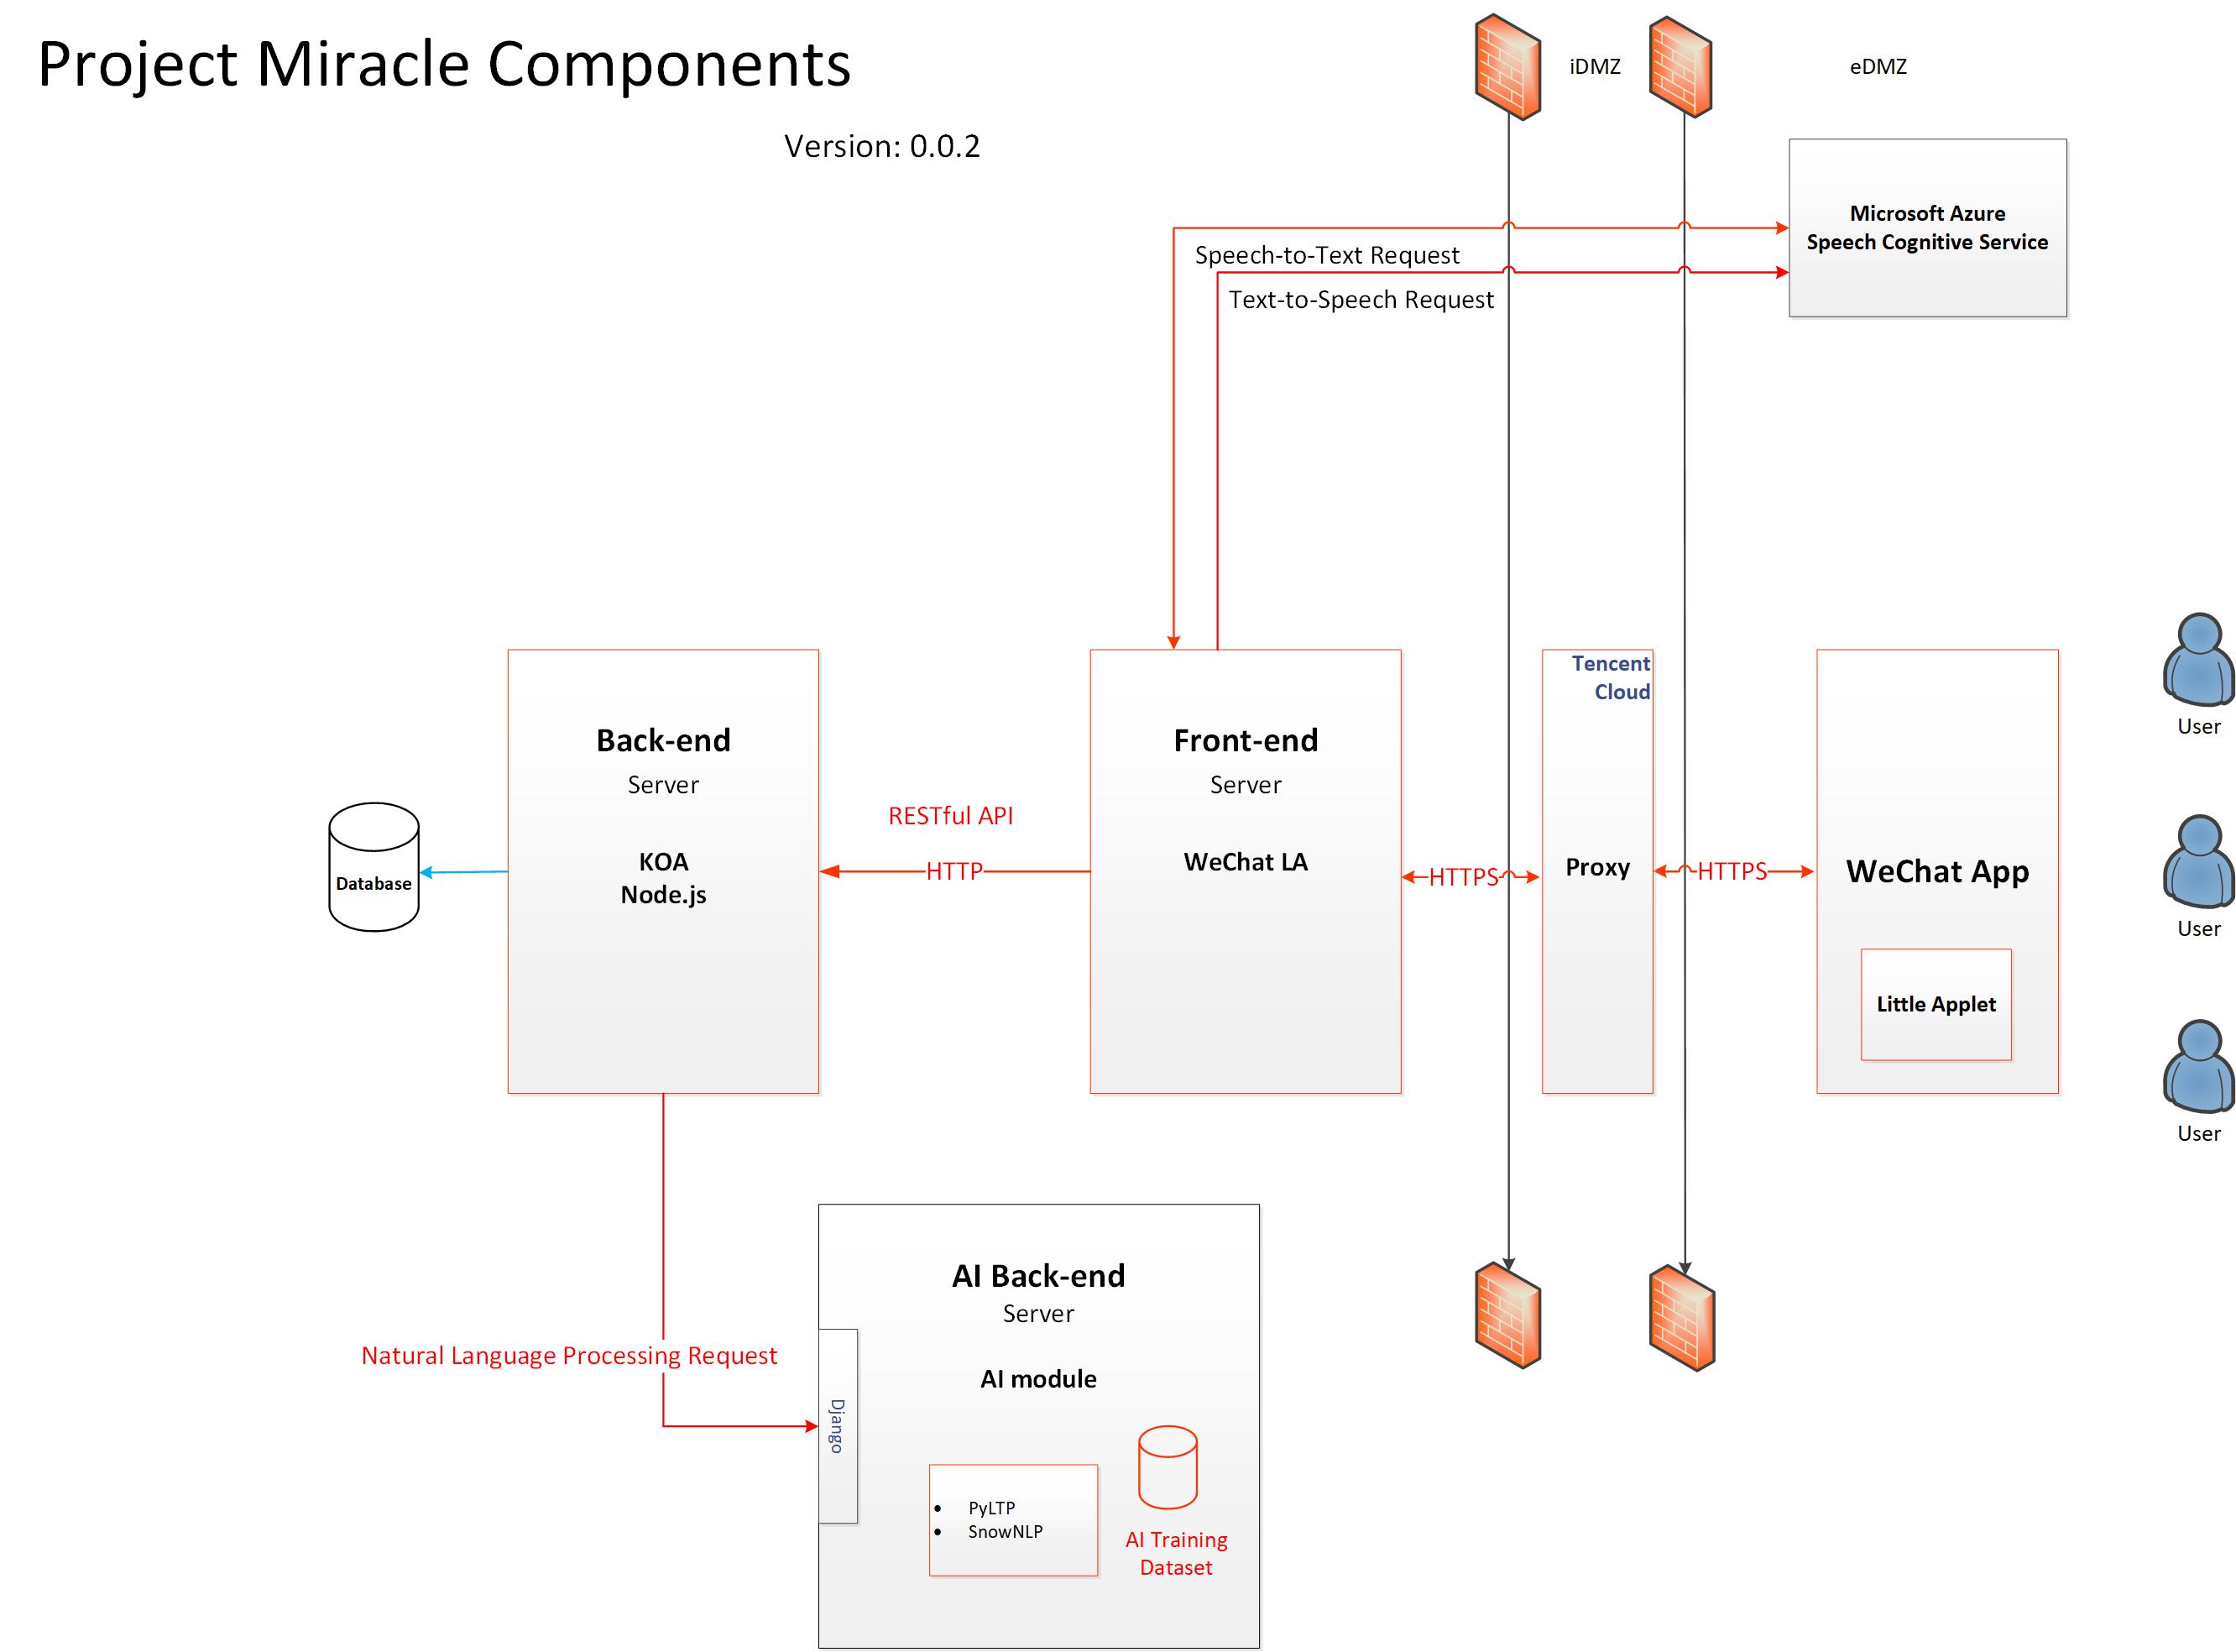 Project Miracle Components
Version: 0.0.2
iDMZ
eDMZ
Microsoft Azure
Speech Cognitive Service
Speech-to-Text Request
Text-to-Speech Request
Database
Back-end
Server
KOA
Node.js
RESTful API
HTTP
Front-end
Server
WeChat LA
HTTPS
Tencent
Cloud
Proxy
HTTPS
WeChat App
Little Applet
User
User
User
Natural Language Processing Request
AI Back-end
Server
AI module
Django
• PyLTP
• SnowNLP
AI Training
Dataset